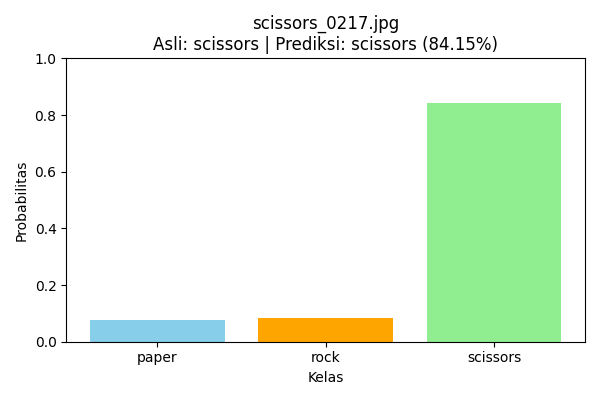 scissors_0217.jpg
Asli: scissors | Prediksi: scissors (84.15%)
1.0
0.8
0.6
0.4
0.2
0.0
Probabilitas
paper rock scissors
Kelas